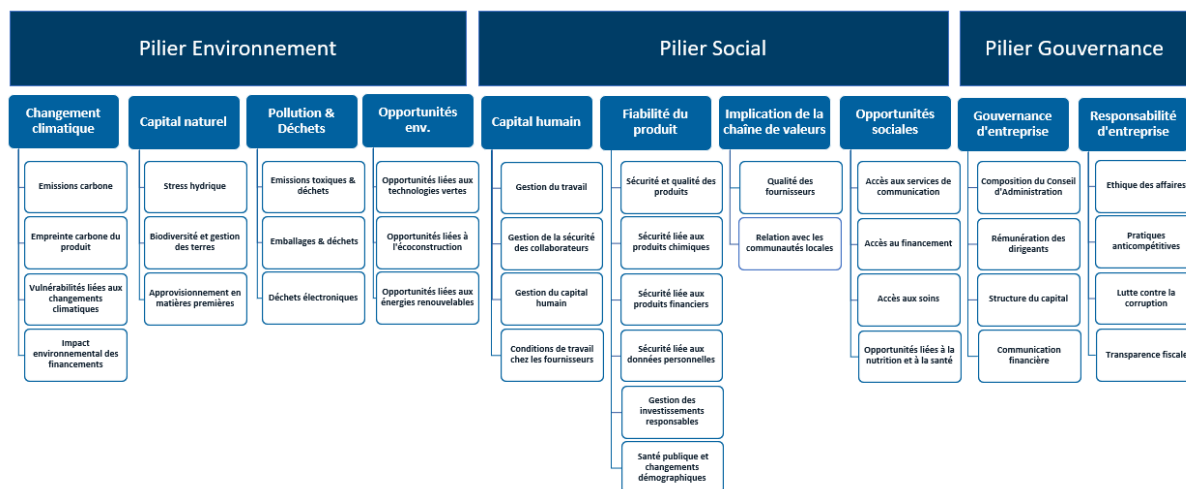 Pilier Environnement
Pilier Social
Pilier Gouvernance
Changement
climatique
Capital naturel
Pollution &
Déchets
Opportunités
env.
Capital humain
Fiabilité du
produit
Implication de la
chaîne de valeurs
Opportunités
sociales
Gouvernance
d'entreprise
Responsabilité
d'entreprise
Emissions carbone
Empreinte carbone du
produit
Vulnérabilités liées aux
changements
climatiques
Impact
environnemental des
financements
Stress hydrique
Biodiversité et gestion
des terres
Approvisionnement en
matières premières
Emissions toxiques &
déchets
Emballages & déchets
Déchets électroniques
Opportunités liées aux
technologies vertes
Opportunités liées à
l'écoconstruction
Opportunités liées aux
énergies renouvelables
Gestion du travail
Gestion de la sécurité
des collaborateurs
Gestion du capital
humain
Conditions de travail
chez les fournisseurs
Sécurité et qualité des
produits
Sécurité liée aux
produits chimiques
Sécurité liée aux
produits financiers
Sécurité liée aux
données personnelles
Gestion des
investissements
responsables
Santé publique et
changements
démographiques
Qualité des
fournisseurs
Relation avec les
communautés locales
Accès aux services de
communication
Accès au financement
Accès aux soins
Opportunités liées à la
nutrition et à la santé
Composition du Conseil
d'Administration
Rémunération des
dirigeants
Structure du capital
Communication
financière
Ethique des affaires
Pratiques
anticompétitives
Lutte contre la
corruption
Transparence fiscale